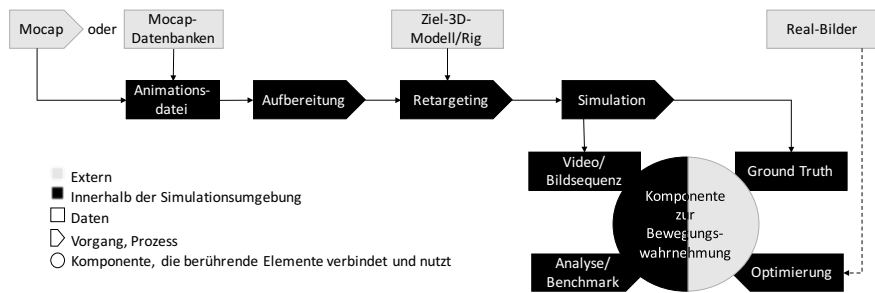 Mocap
oder
Mocap-
Datenbanken
Ziel-3D-
Modell/Rig
Real-Bilder
Animations-
datei
Aufbereitung
Retargeting
Simulation
Video/
Bildsequenz
Ground Truth
Komponente
zur
Bewegungs-
wahrnehmung
Analyse/
Benchmark
Optimierung
Extern
Innerhalb der Simulationsumgebung
Daten
Vorgang, Prozess
Komponente, die berührende Elemente verbindet und nutzt